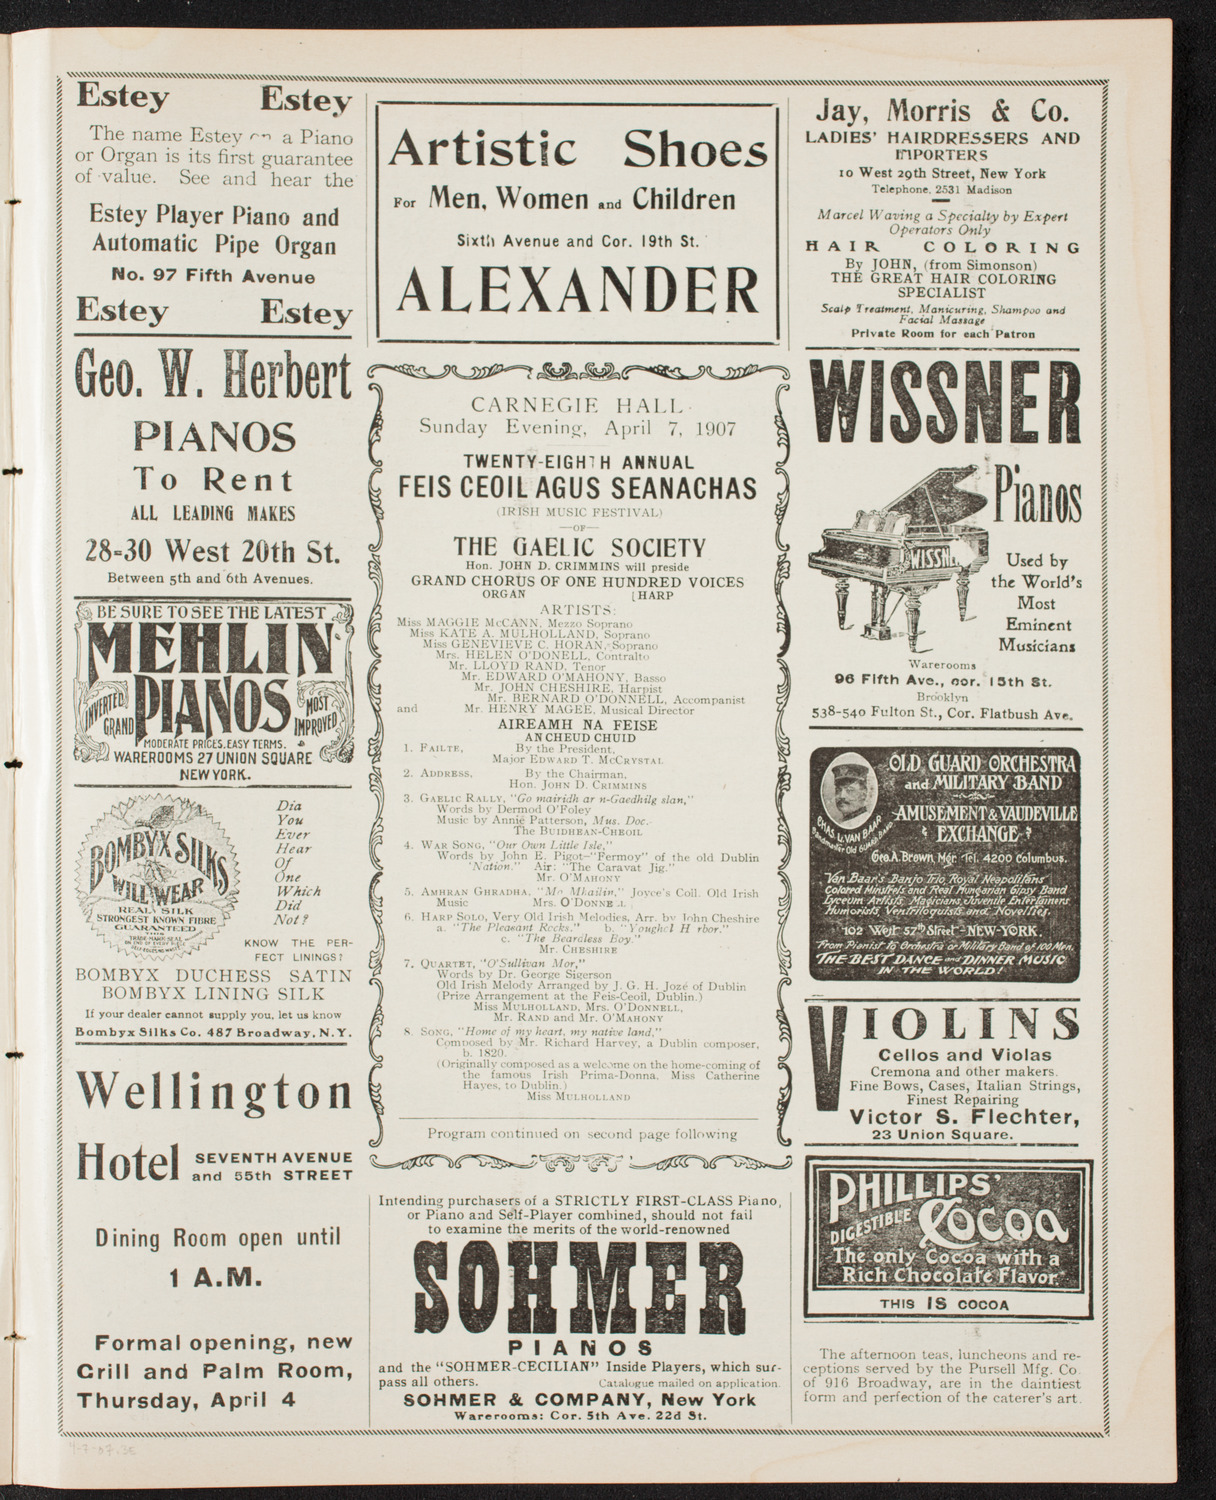 Estey Estey
The name Estey on a Piano
or Organ is its first guarantee
of value. See and hear the
Estey Player Piano and
Automatic Pipe Organ
No. 97 Fifth Avenue
Estey Estey
Geo. W. Herbert
PIANOS
To Rent
ALL LEADING MAKES
28-30 West 20th St.
Between 5th and 6th Avenues.
BE SURE TO SEE THE LATEST
MEHLIN
PIANOS
INVERTED
GRAND
MOST
IMPROVED
MODERATE PRICES. EASY TERMS.
WAREROOMS 27 UNION SQUARE
NEW YORK.
BOMBYX SILKS
WILL WEAR
REAL SILK
STRONGEST KNOWN FIBRE
GUARANTEED
Dia
You
Ever
Hear
Of
One
Which
Did
Not?
KNOW THE PER-
FECT LININGS?
BOMBYX DUCHESS SATIN
BOMBYX LINING SILK
If your dealer cannot supply you, let us know
Bombyx Silks Co. 487 Broadway, N. Y.
Wellington
Hotel SEVENTH AVENUE
and 55th STREET
Dining Room open until
1 A.M.
Formal opening, new
Grill and Palm Room,
Thursday, April 4
Artistic Shoes
For Men, Women and Children
Sixth Avenue and Cor. 19th St.
ALEXANDER
CARNEGIE HALL
Sunday Evening, April 7, 1907
TWENTY-EIGHTH ANNUAL
FEIS CEOIL AGUS SEANACHAS
(IRISH MUSIC FESTIVAL)
—OF—
THE GAELIC SOCIETY
Hon. JOHN D. CRIMMINS will preside
GRAND CHORUS OF ONE HUNDRED VOICES
ORGAN [HARP
ARTISTS:
Miss MAGGIE McCANN, Mezzo Soprano
Miss KATE A. MULHOLLAND, Soprano
Miss GENEVIEVE C. HORAN, Soprano
Mrs. HELEN O'DONELL, Contralto
Mr. LLOYD RAND, Tenor
Mr. EDWARD O'MAHONY, Basso
Mr. JOHN CHESHIRE, Harpist
Mr. BERNARD O'DONNELL, Accompanist
and Mr. HENRY MAGEE, Musical Director
AIREAMH NA FEISE
AN CHEUD CHUID
1. FAILTE, By the President,
Major EDWARD T. McCRYSTAL
2. ADDRESS, By the Chairman,
Hon. JOHN D. CRIMMINS
3. GAELIC RALLY, "Go mairidh ar n-Gaedhilg slan,"
Words by Dermod O'Foley
Music by Annie Patterson, Mus. Doc.
The BUIDHEAN-CHEOIL
4. WAR SONG, "Our Own Little Isle,"
Words by John E. Pigot—"Fermoy" of the old Dublin
"Nation." Air: "The Caravat Jig."
Mr. O'MAHONY
5. AMHRAN GHRADHA, "Mo Mhailin," Joyce's Coll. Old Irish
Music Mrs. O'DONNELL
6. HARP SOLO, Very Old Irish Melodies, Arr. by John Cheshire
a. "The Pleasant Rocks." b. "Youghel H rbor."
c. "The Beardless Boy."
Mr. CHESHIRE
7. QUARTET, "O'Sullivan Mor,"
Words by Dr. George Sigerson
Old Irish Melody Arranged by J. G. H. Jozé of Dublin
(Prize Arrangement at the Feis-Ceoil, Dublin.)
Miss MULHOLLAND, Mrs. O'DONNELL,
Mr. RAND and Mr. O'MAHONY
8. SONG, "Home of my heart, my native land,"
Composed by Mr. Richard Harvey, a Dublin composer,
b. 1820.
(Originally composed as a welcome on the home-coming of
the famous Irish Prima-Donna, Miss Catherine
Hayes, to Dublin.)
Miss MULHOLLAND
Program continued on second page following
Intending purchasers of a STRICTLY FIRST-CLASS Piano,
or Piano and Self-Player combined, should not fail
to examine the merits of the world-renowned
SOHMER
PIANOS
and the "SOHMER-CECILIAN" Inside Players, which sur-
pass all others. Catalogue mailed on application.
SOHMER & COMPANY, New York
Warerooms: Cor. 5th Ave. 22d St.
Jay, Morris & Co.
LADIES' HAIRDRESSERS AND
IMPORTERS
10 West 29th Street, New York
Telephone, 2531 Madison
Marcel Waving a Specialty by Expert
Operators Only
HAIR COLORING
By JOHN, (from Simonson)
THE GREAT HAIR COLORING
SPECIALIST
Scalp Treatment, Manicuring, Shampoo and
Facial Massage
Private Room for each Patron
WISSNER
Pianos
WISSN
Used by
the World's
Most
Eminent
Musicians
Warerooms
96 Fifth Ave., cor. 15th St.
Brooklyn
538-540 Fulton St., Cor. Flatbush Ave.
OLD GUARD ORCHESTRA
and MILITARY BAND
CHAS. L. VAN BAAR
Bandmaster Old Guard Band
AMUSEMENT & VAUDEVILLE
EXCHANGE
Geo. A. Brown, Mgr. Tel. 4200 Columbus.
Van Baar's Banjo Trio, Royal Neapolitans
Colored Minstrels and Real Hungarian Gipsy Band
Lyceum Artists, Magicians, Juvenile Entertainers
Humorists, Ventriloquists and Novelties.
102 West 57th Street - NEW-YORK.
From Pianist to Orchestra or Military Band of 100 Men.
THE BEST DANCE and DINNER MUSIC
IN THE WORLD!
VIOLINS
Cellos and Violas
Cremona and other makers.
Fine Bows, Cases, Italian Strings,
Finest Repairing
Victor S. Flechter,
23 Union Square.
PHILLIPS'
DIGESTIBLE COCOA
The only Cocoa with a
Rich Chocolate Flavor
THIS IS COCOA
The afternoon teas, luncheons and re-
ceptions served by the Pursell Mfg. Co.
of 916 Broadway, are in the daintiest
form and perfection of the caterer's art.
4-7-07.3E